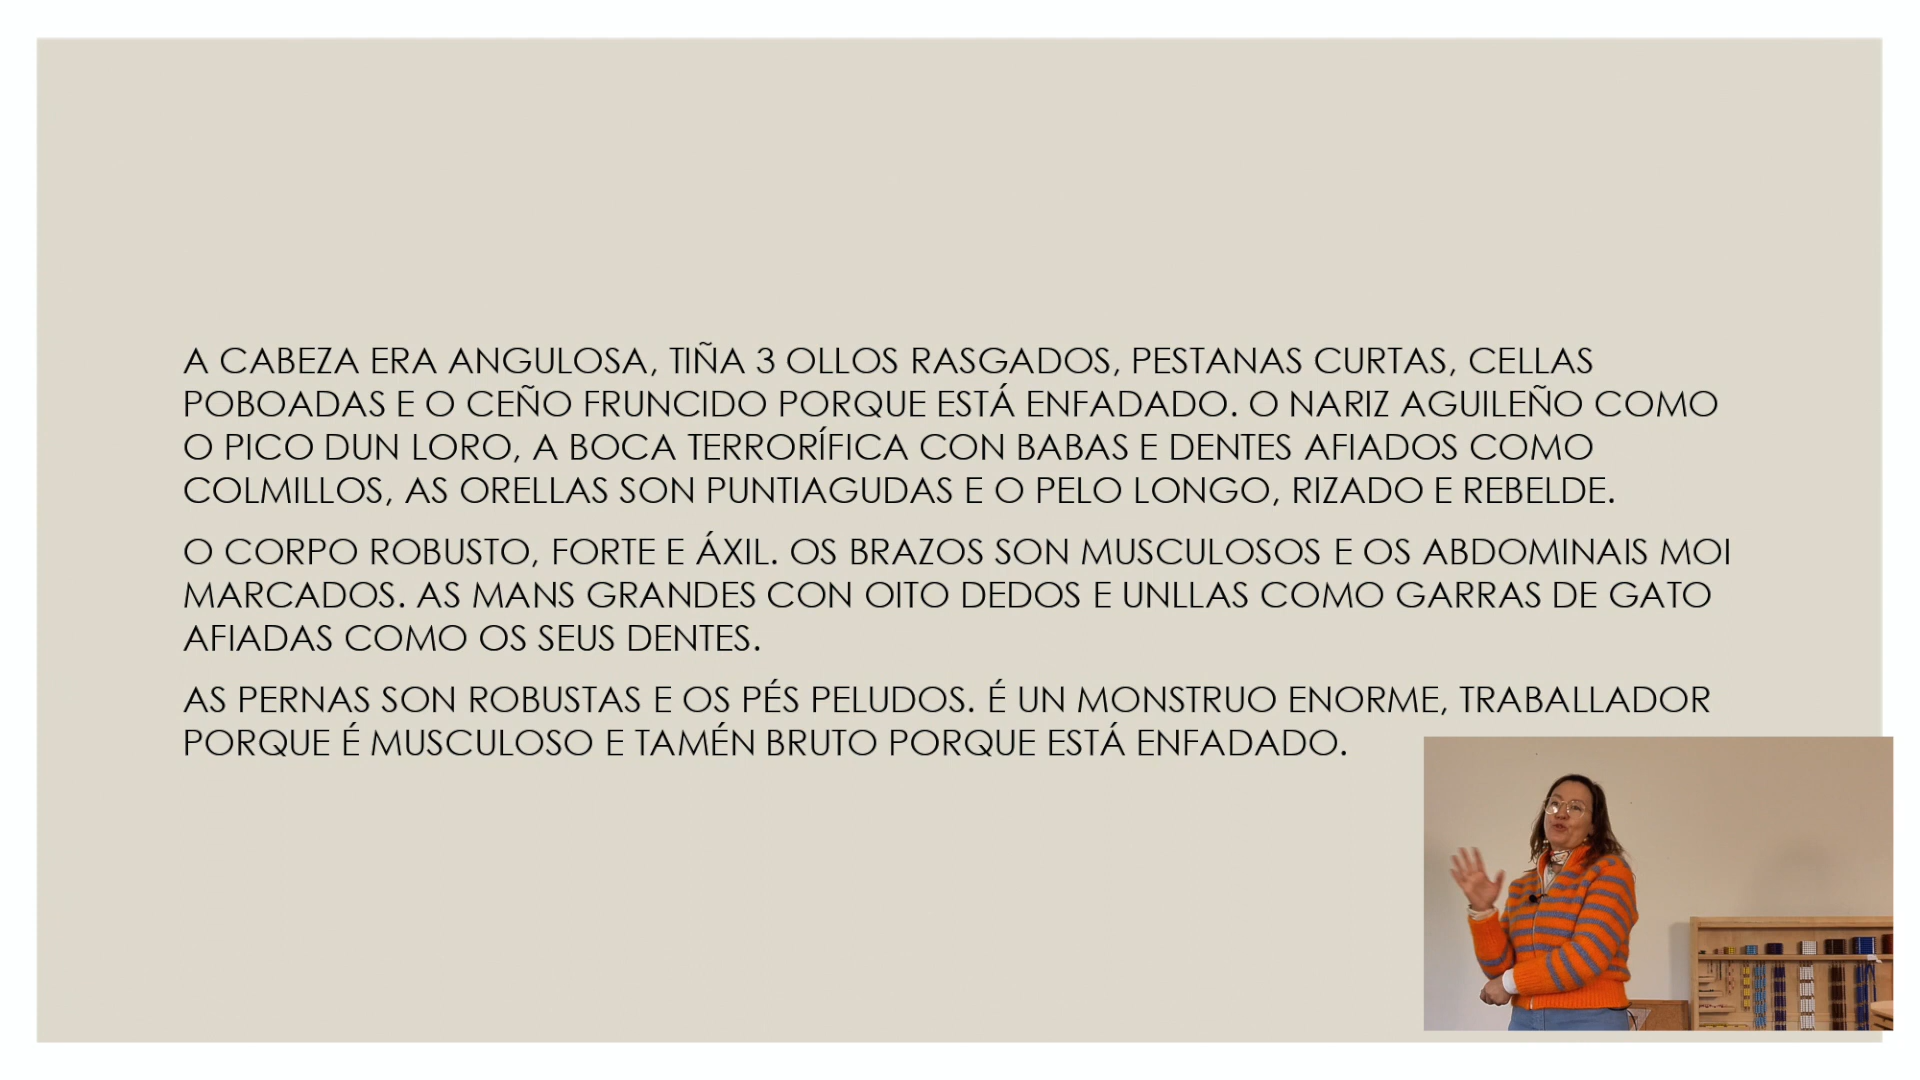 A CABEZA ERA ANGULOSA, TIÑA 3 OLLOS RASGADOS, PESTANAS CURTAS, CELLAS
POBOADAS E O CEÑO FRUNCIDO PORQUE ESTÁ ENFADADO. O NARIZ AGUILEÑO COMO
O PICO DUN LORO, A BOCA TERRORÍFICA CON BABAS E DENTES AFIADOS COMO
COLMILLOS, AS ORELLAS SON PUNTIAGUDAS E O PELO LONGO, RIZADO E REBELDE.
O CORPO ROBUSTO, FORTE E ÁXIL. OS BRAZOS SON MUSCULOSOS E OS ABDOMINAIS MOI
MARCADOS. AS MANS GRANDES CON OITO DEDOS E UNLLAS COMO GARRAS DE GATO
AFIADAS COMO OS SEUS DENTES.
AS PERNAS SON ROBUSTAS E OS PÉS PELUDOS. É UN MONSTRUO ENORME, TRABALLADOR
PORQUE É MUSCULOSO E TAMÉN BRUTO PORQUE ESTÁ ENFADADO.